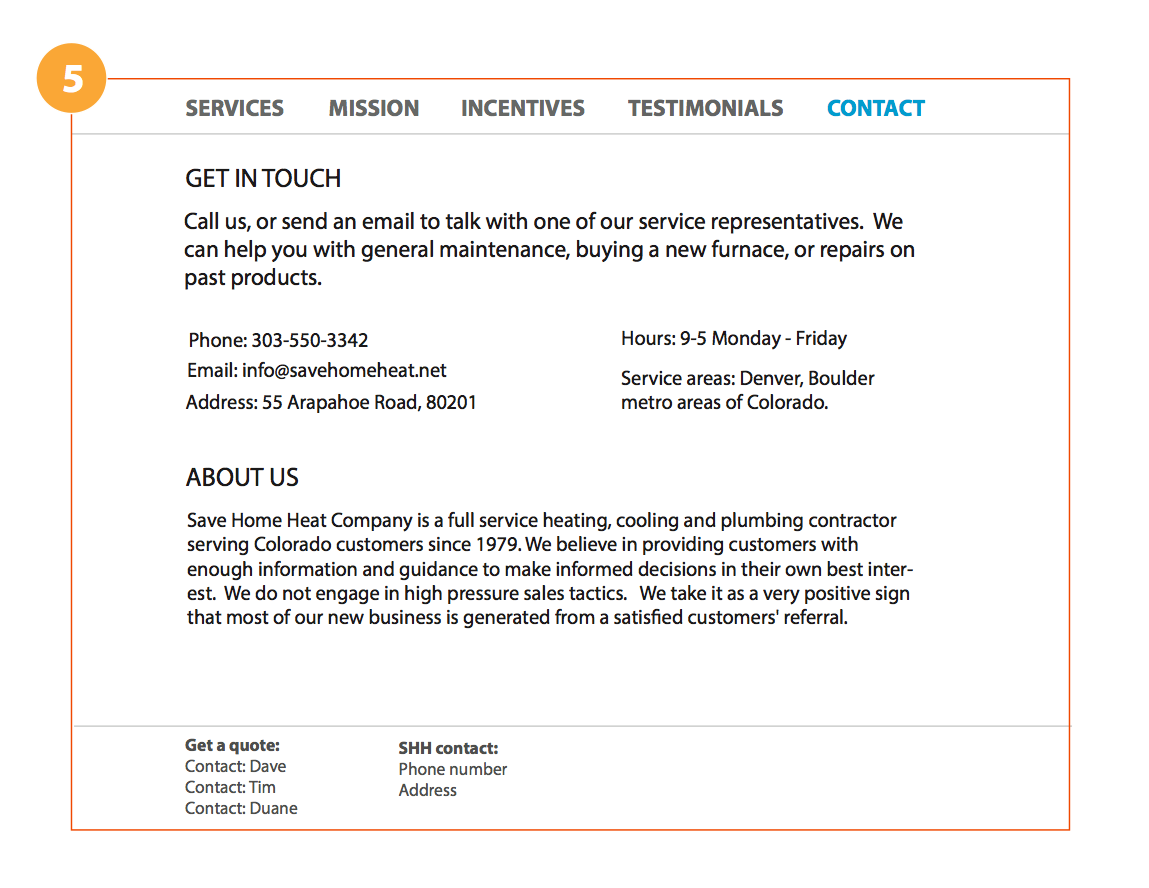 5
SERVICES MISSION INCENTIVES TESTIMONIALS CONTACT
GET IN TOUCH
Call us, or send an email to talk with one of our service representatives.  We
can help you with general maintenance, buying a new furnace, or repairs on
past products.
Phone: 303-550-3342
Email: info@savehomeheat.net
Address: 55 Arapahoe Road, 80201
Hours: 9-5 Monday - Friday
Service areas: Denver, Boulder
metro areas of Colorado.
ABOUT US
Save Home Heat Company is a full service heating, cooling and plumbing contractor
serving Colorado customers since 1979. We believe in providing customers with
enough information and guidance to make informed decisions in their own best inter-
est.  We do not engage in high pressure sales tactics.   We take it as a very positive sign
that most of our new business is generated from a satisfied customers' referral.
Get a quote:
Contact: Dave
Contact: Tim
Contact: Duane
SHH contact:
Phone number
Address